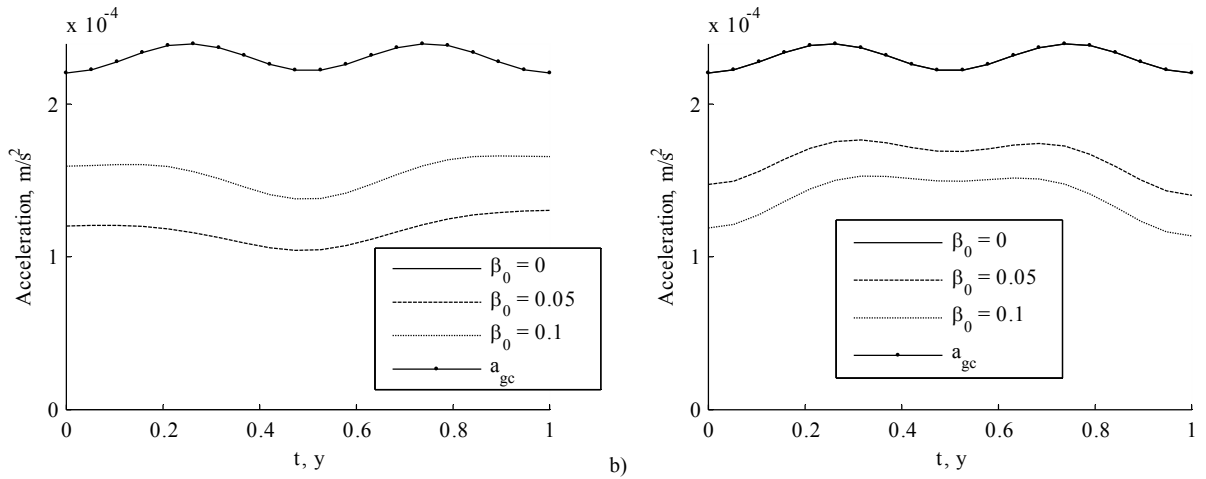 x 10^-4
Acceleration, m/s^2
2
1
0
0 0.2 0.4 0.6 0.8 1
t, y
β_0 = 0
β_0 = 0.05
β_0 = 0.1
a_gc
b)
x 10^-4
Acceleration, m/s^2
2
1
0
0 0.2 0.4 0.6 0.8 1
t, y
β_0 = 0
β_0 = 0.05
β_0 = 0.1
a_gc